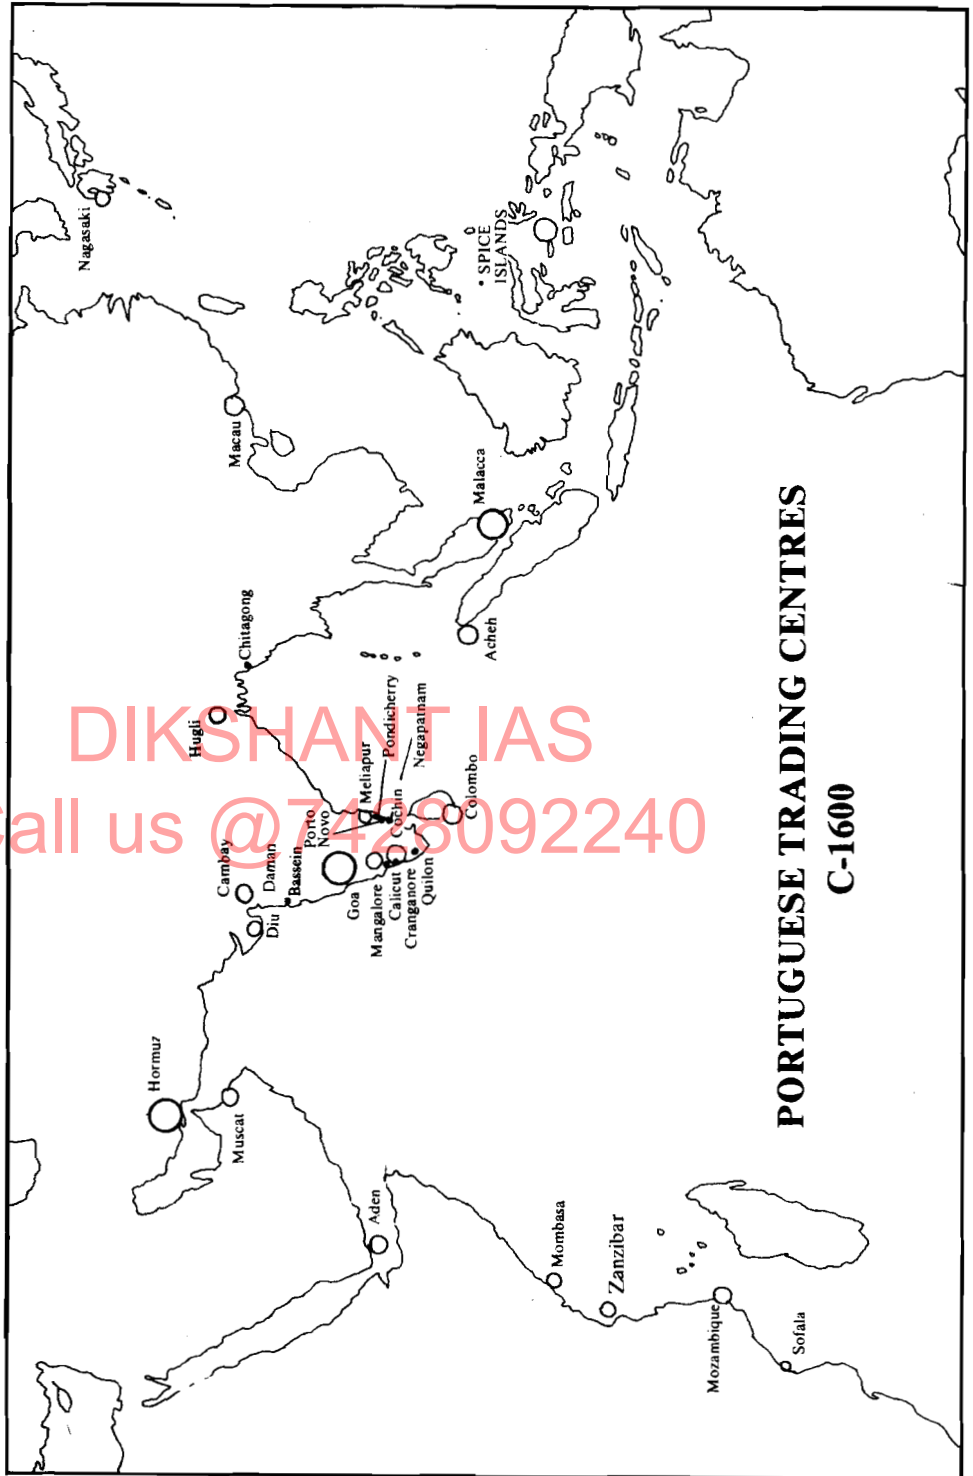 Nagasaki
SPICE
ISLANDS
Macau
Malacca
Chitagong
Acheh
Hugli
Pondicherry
Meliapur
Negapatnam
Porto
Novo
Cochin
Colombo
Cambay
Daman
Bassein
Diu
Goa
Mangalore
Calicut
Cranganore
Quilon
Hormuz
Muscat
Aden
Mombasa
Zanzibar
Mozambique
Sofala
PORTUGUESE TRADING CENTRES
C-1600
DIKSHANT IAS
Call us @7428092240